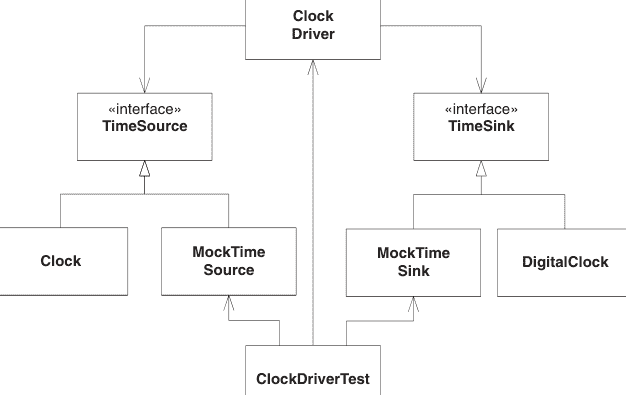 Clock
Driver
«interface»
TimeSource
«interface»
TimeSink
Clock
MockTime
Source
MockTime
Sink
DigitalClock
ClockDriverTest